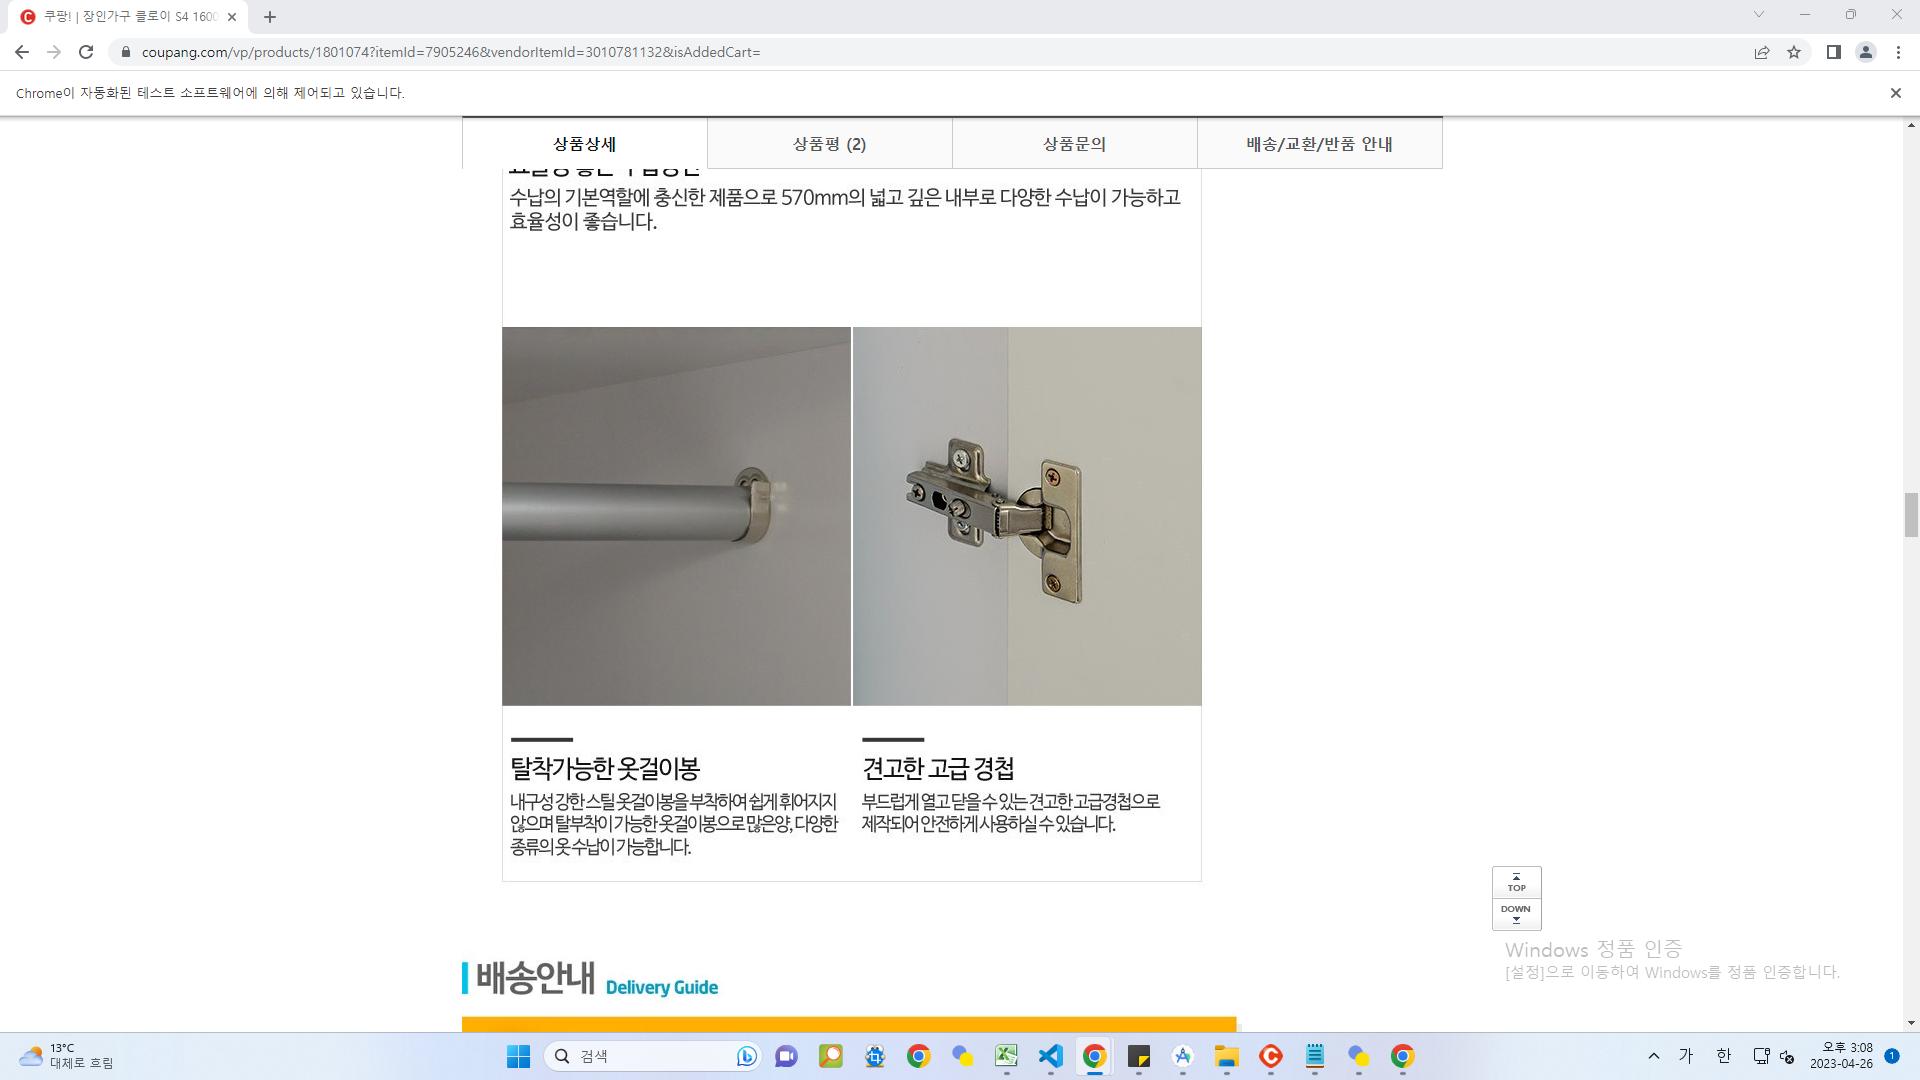 쿠팡! | 장인가구 클로이 S4 1600
coupang.com/vp/products/1801074?itemId=7905246&vendorItemId=3010781132&isAddedCart=
Chrome이 자동화된 테스트 소프트웨어에 의해 제어되고 있습니다.
상품상세
상품평 (2)
상품문의
배송/교환/반품 안내
수납의 기본역할에 충신한 제품으로 570mm의 넓고 깊은 내부로 다양한 수납이 가능하고
효율성이 좋습니다.
탈착가능한 옷걸이봉
내구성 강한 스틸 옷걸이봉을 부착하여 쉽게 휘어지지
않으며 탈부착이 가능한 옷걸이봉으로 많은양, 다양한
종류의 옷 수납이 가능합니다.
견고한 고급 경첩
부드럽게 열고 닫을 수 있는 견고한 고급경첩으로
제작되어 안전하게 사용하실 수 있습니다.
TOP
DOWN
Windows 정품 인증
[설정]으로 이동하여 Windows를 정품 인증합니다.
배송안내 Delivery Guide
13°C
대체로 흐림
검색
가
한
오후 3:08
2023-04-26
1